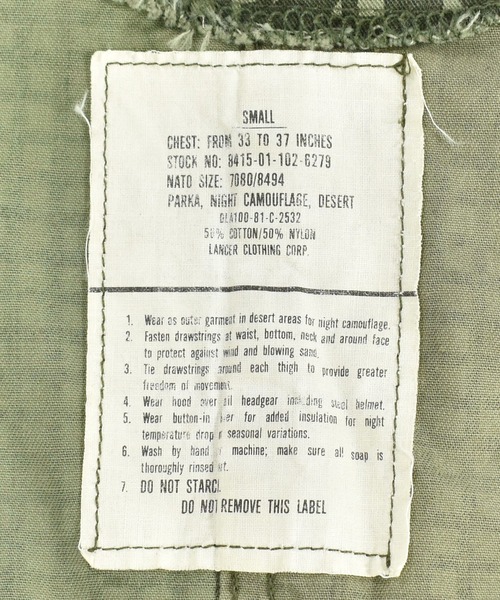 SMALL
CHEST: FROM 33 TO 37 INCHES
STOCK NO: 8415-01-102-6279
NATO SIZE: 7080/8494
PARKA, NIGHT CAMOUFLAGE, DESERT
DLA100-81-C-2532
50% COTTON/50% NYLON
LANCER CLOTHING CORP.
1. Wear as outer garment in desert areas for night camouflage.
2. Fasten drawstrings at waist, bottom, neck and around face
to protect against wind and blowing sand.
3. Tie drawstrings around each thigh to provide greater
freedom of movement.
4. Wear hood over all headgear including steel helmet.
5. Wear button-in liner for added insulation for night
temperature drop seasonal variations.
6. Wash by hand machine; make sure all soap is
thoroughly rinsed
7. DO NOT STARCH.
DO NOT REMOVE THIS LABEL